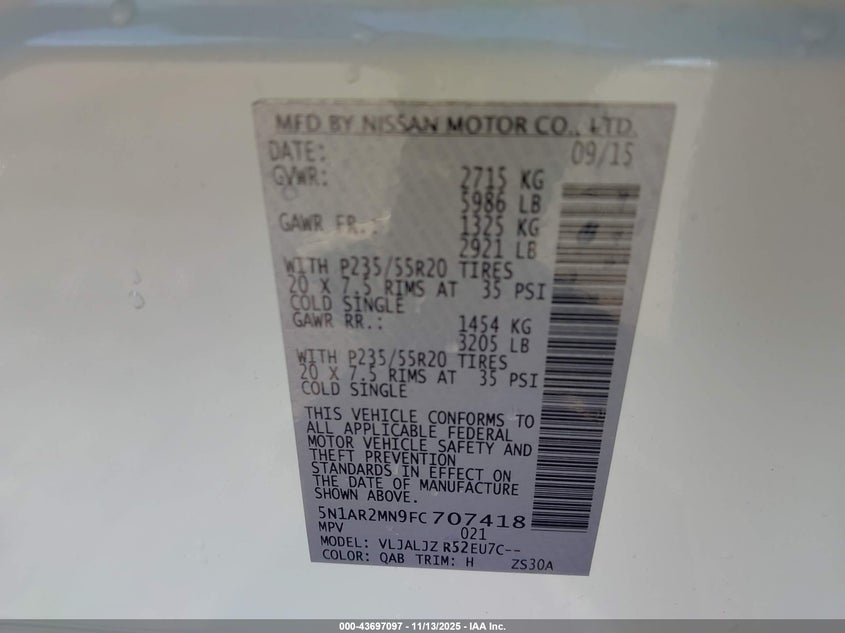 MFD BY NISSAN MOTOR CO., LTD.
DATE: 09/15
GVWR: 2715 KG
5986 LB
GAWR FR.: 1325 KG
2921 LB
WITH P235/55R20 TIRES
20 X 7.5 RIMS AT 35 PSI
COLD SINGLE
GAWR RR.: 1454 KG
3205 LB
WITH P235/55R20 TIRES
20 X 7.5 RIMS AT 35 PSI
COLD SINGLE
THIS VEHICLE CONFORMS TO
ALL APPLICABLE FEDERAL
MOTOR VEHICLE SAFETY AND
THEFT PREVENTION
STANDARDS IN EFFECT ON
THE DATE OF MANUFACTURE
SHOWN ABOVE.
5N1AR2MN9FC707418
MPV 021
MODEL: VLJALJZ R52EU7C--
COLOR: QAB TRIM: H ZS30A
000-43697097 - 11/13/2025 - IAA Inc.